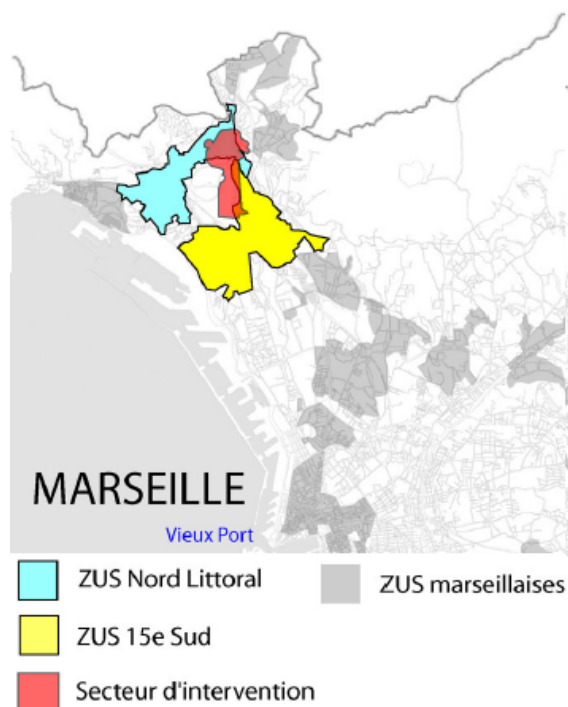 MARSEILLE
Vieux Port
ZUS Nord Littoral
ZUS marseillaises
ZUS 15e Sud
Secteur d'intervention